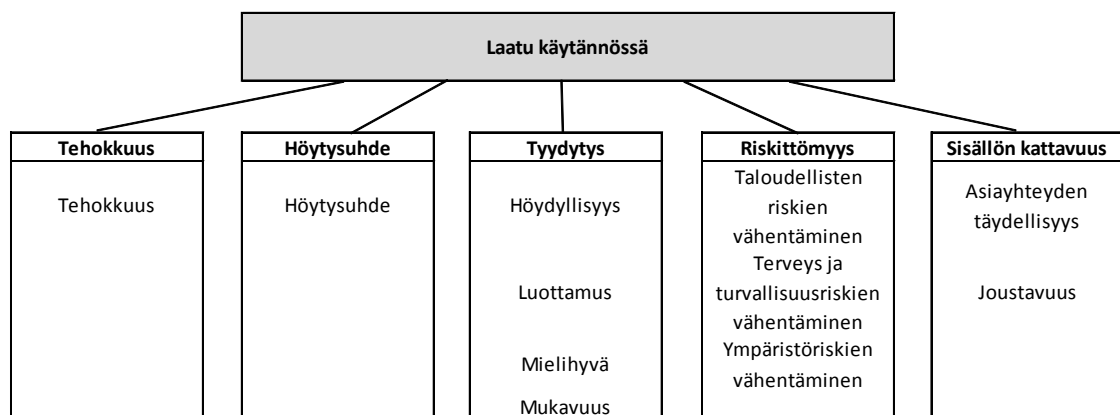 Laatu käytännössä
Tehokkuus
Tehokkuus
Höytysuhde
Höytysuhde
Tyydytys
Höydyllisyys
Luottamus
Mielihyvä
Mukavuus
Riskittömyys
Taloudellisten
riskien
vähentäminen
Terveys ja
turvallisuusriskien
vähentäminen
Ympäristöriskien
vähentäminen
Sisällön kattavuus
Asiayhteyden
täydellisyys
Joustavuus